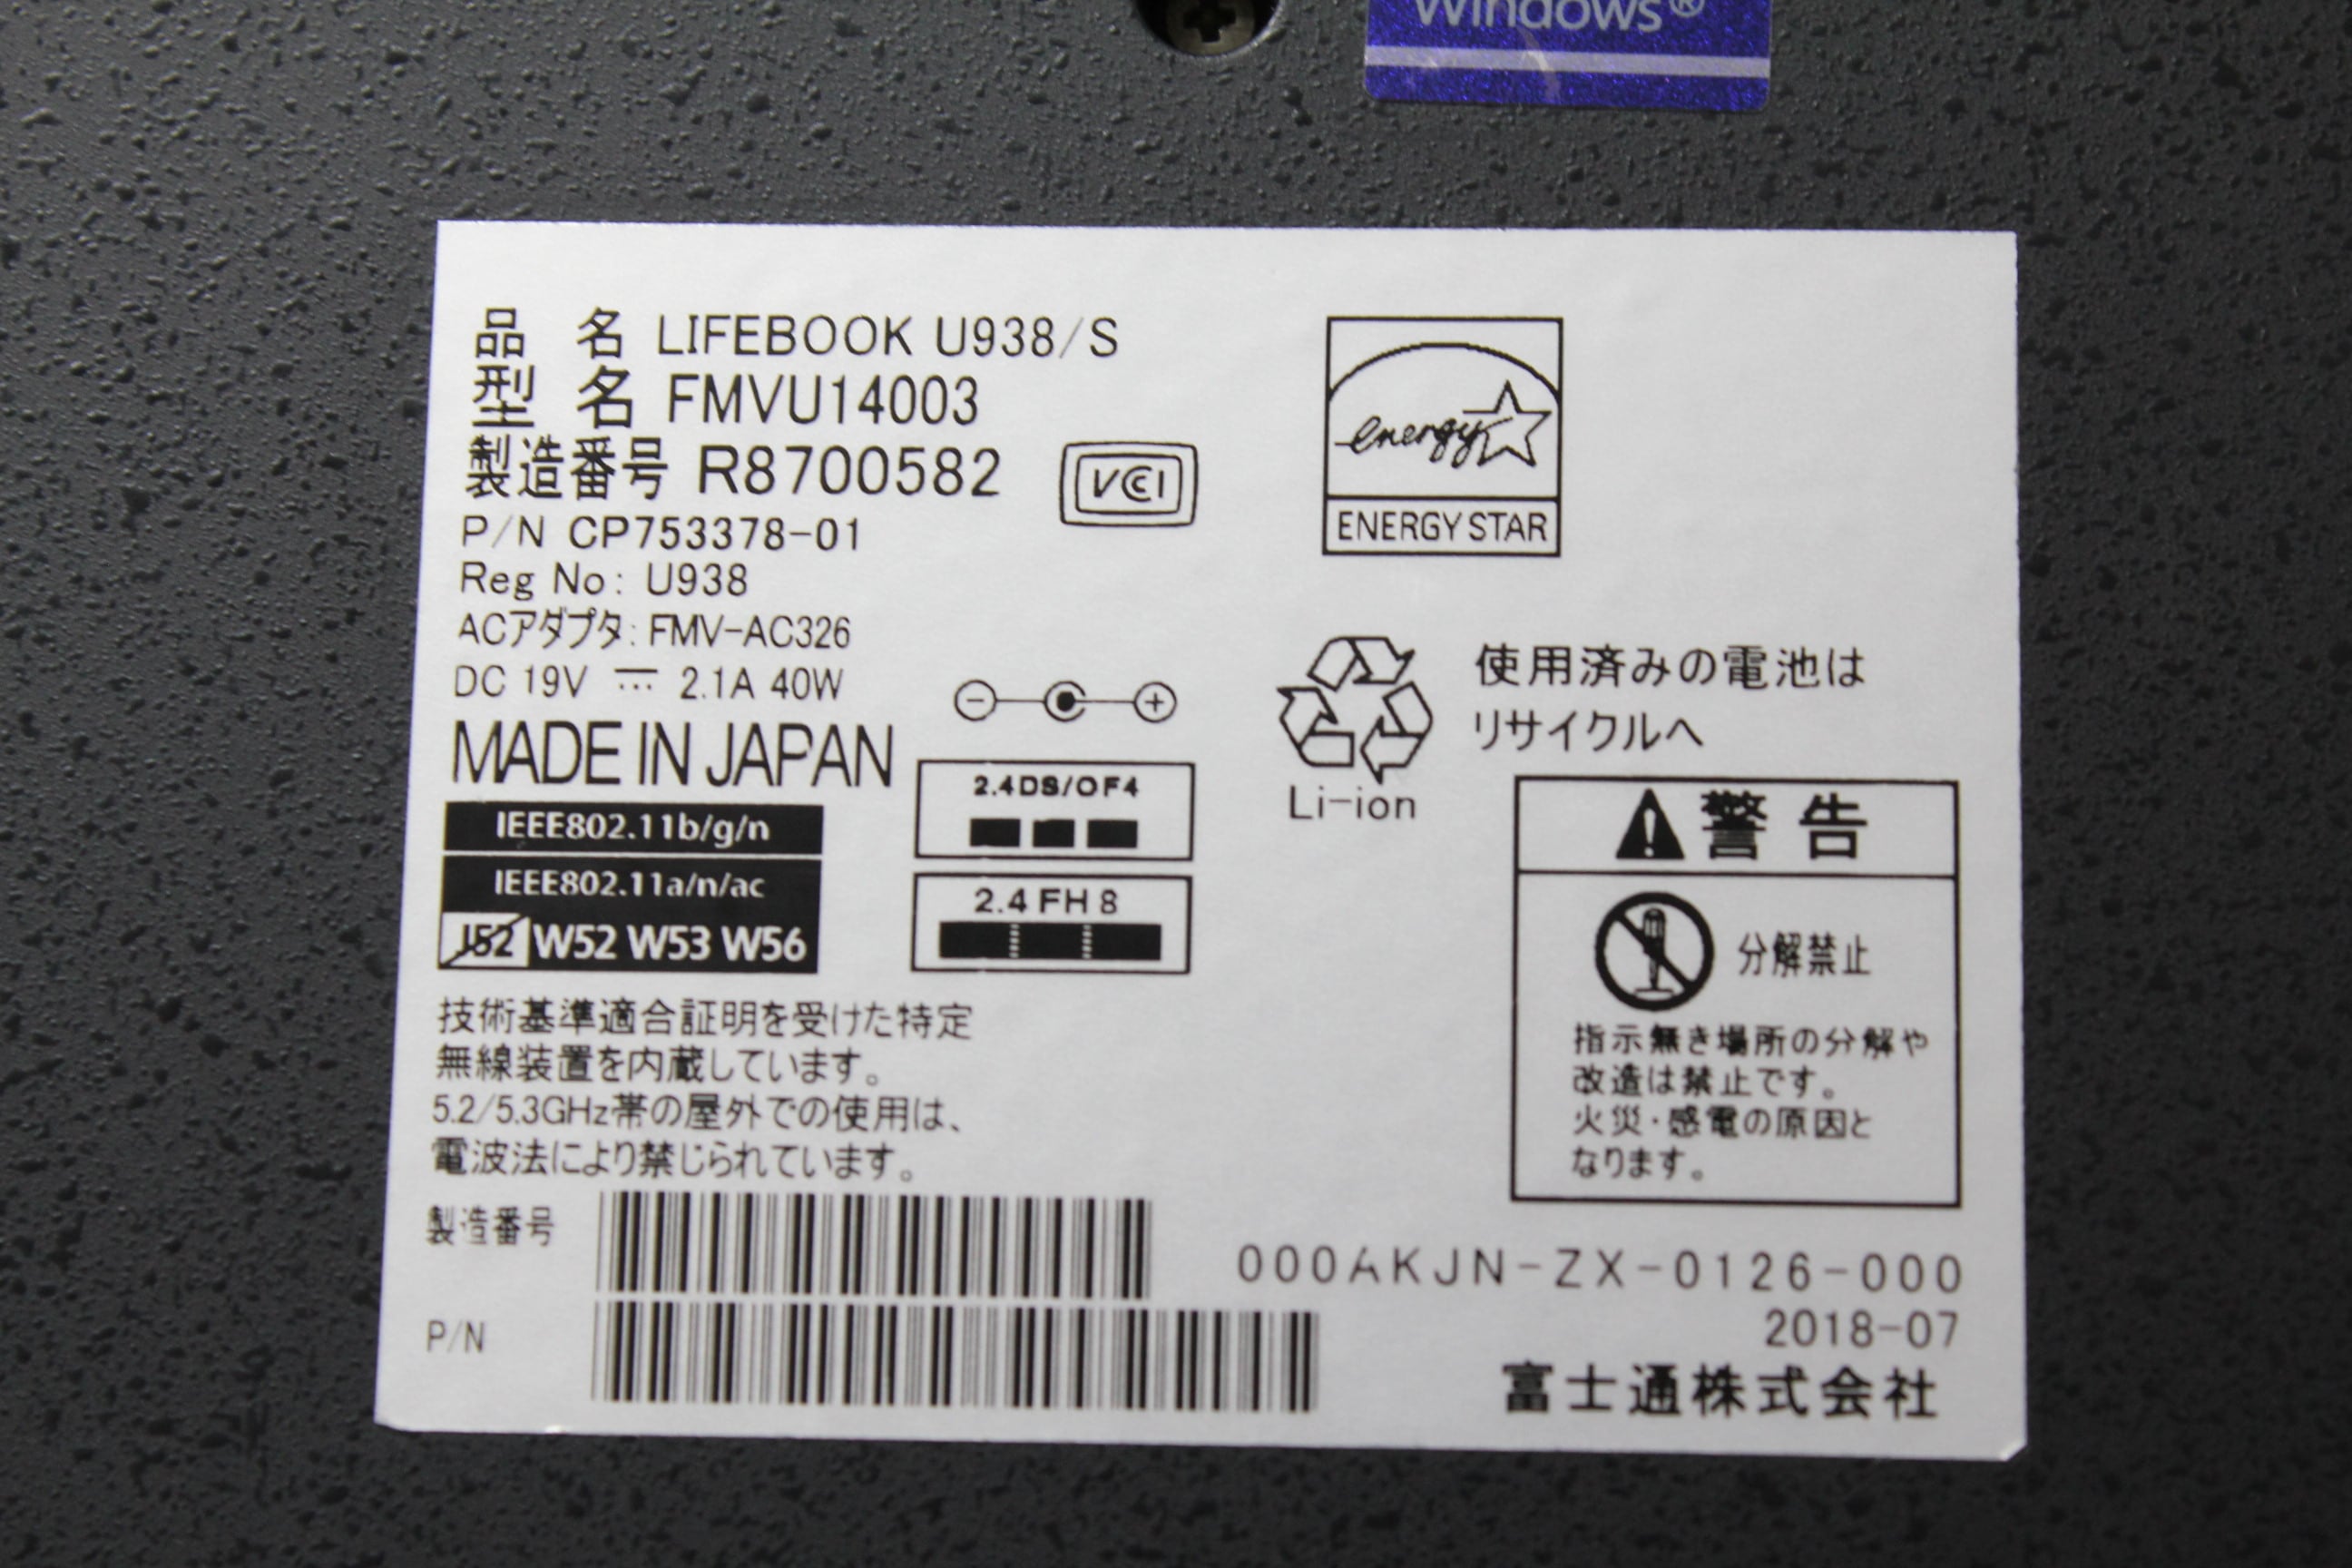 Windows®
品 名 LIFEBOOK U938/S
型 名 FMVU14003
製造番号 R8700582
VCI
P/N CP753378-01
Reg No: U938
ACアダプタ: FMV-AC326
DC 19V 2.1A 40W
MADE IN JAPAN
energy
ENERGY STAR
使用済みの電池は
リサイクルへ
Li-ion
IEEE802.11b/g/n
IEEE802.11a/n/ac
J52 W52 W53 W56
2.4DS/OF4
2.4FH8
警告
分解禁止
指示無き場所の分解や
改造は禁止です。
火災・感電の原因と
なります。
技術基準適合証明を受けた特定
無線装置を内蔵しています。
5.2/5.3GHz帯の屋外での使用は、
電波法により禁じられています。
製造番号
P/N
000AKJN-ZX-0126-000
2018-07
富士通株式会社